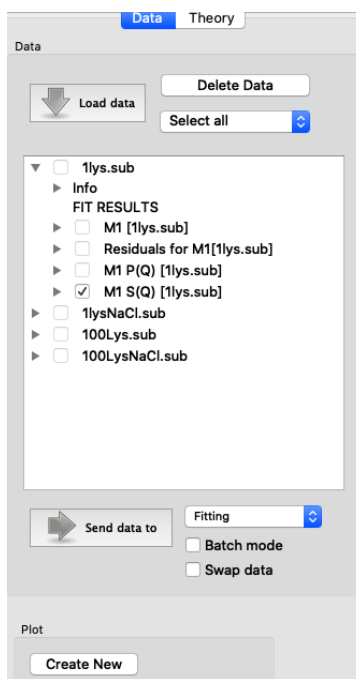 Data Theory
Data
Load data
Delete Data
Select all
1lys.sub
Info
FIT RESULTS
M1 [1lys.sub]
Residuals for M1[1lys.sub]
M1 P(Q) [1lys.sub]
M1 S(Q) [1lys.sub]
1lysNaCl.sub
100Lys.sub
100LysNaCl.sub
Send data to
Fitting
Batch mode
Swap data
Plot
Create New